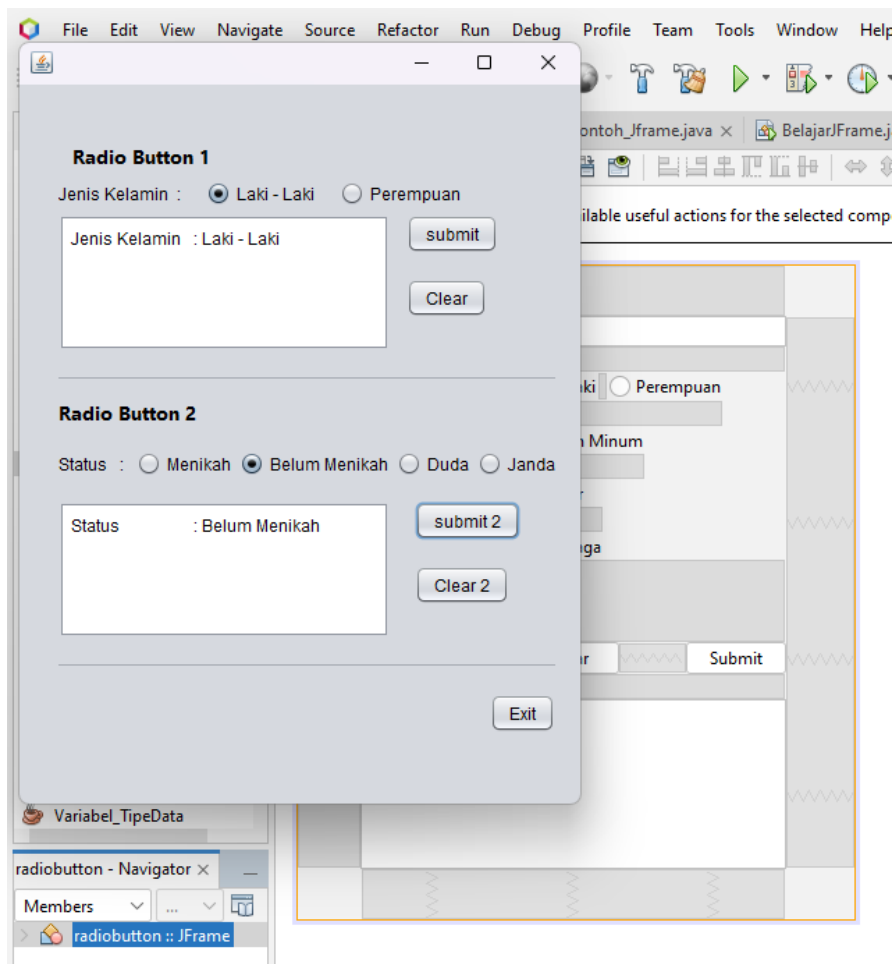 File Edit View Navigate Source Refactor Run Debug Profile Team Tools Window Help
ontoh_Jframe.java BelajarJFrame.j
ilable useful actions for the selected comp
Radio Button 1
Jenis Kelamin : Laki - Laki Perempuan
Jenis Kelamin : Laki - Laki
submit
Clear
Radio Button 2
Status : Menikah Belum Menikah Duda Janda
Status : Belum Menikah
submit 2
Clear 2
Exit
ki Perempuan
Minum
ga
Submit
Variabel_TipeData
radiobutton - Navigator
Members ...
radiobutton :: JFrame